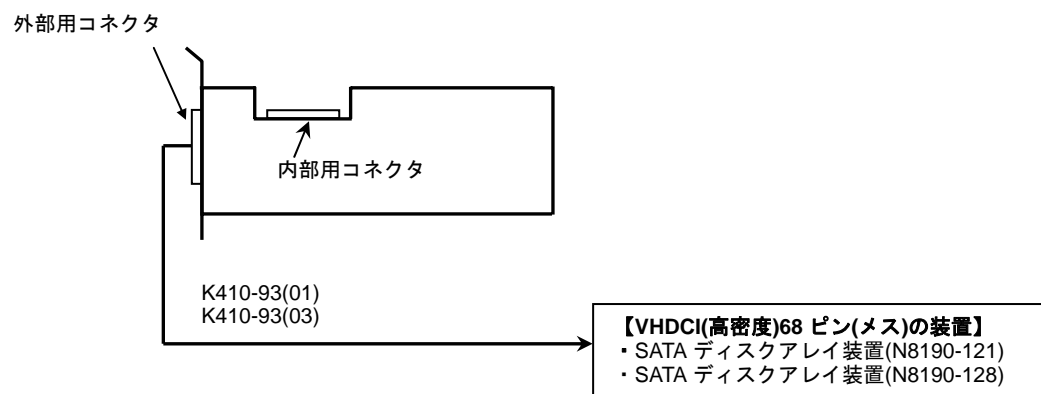 外部用コネクタ
内部用コネクタ
K410-93(01)
K410-93(03)
【VHDCI(高密度)68 ピン(メス)の装置】
・SATA ディスクアレイ装置(N8190-121)
・SATA ディスクアレイ装置(N8190-128)